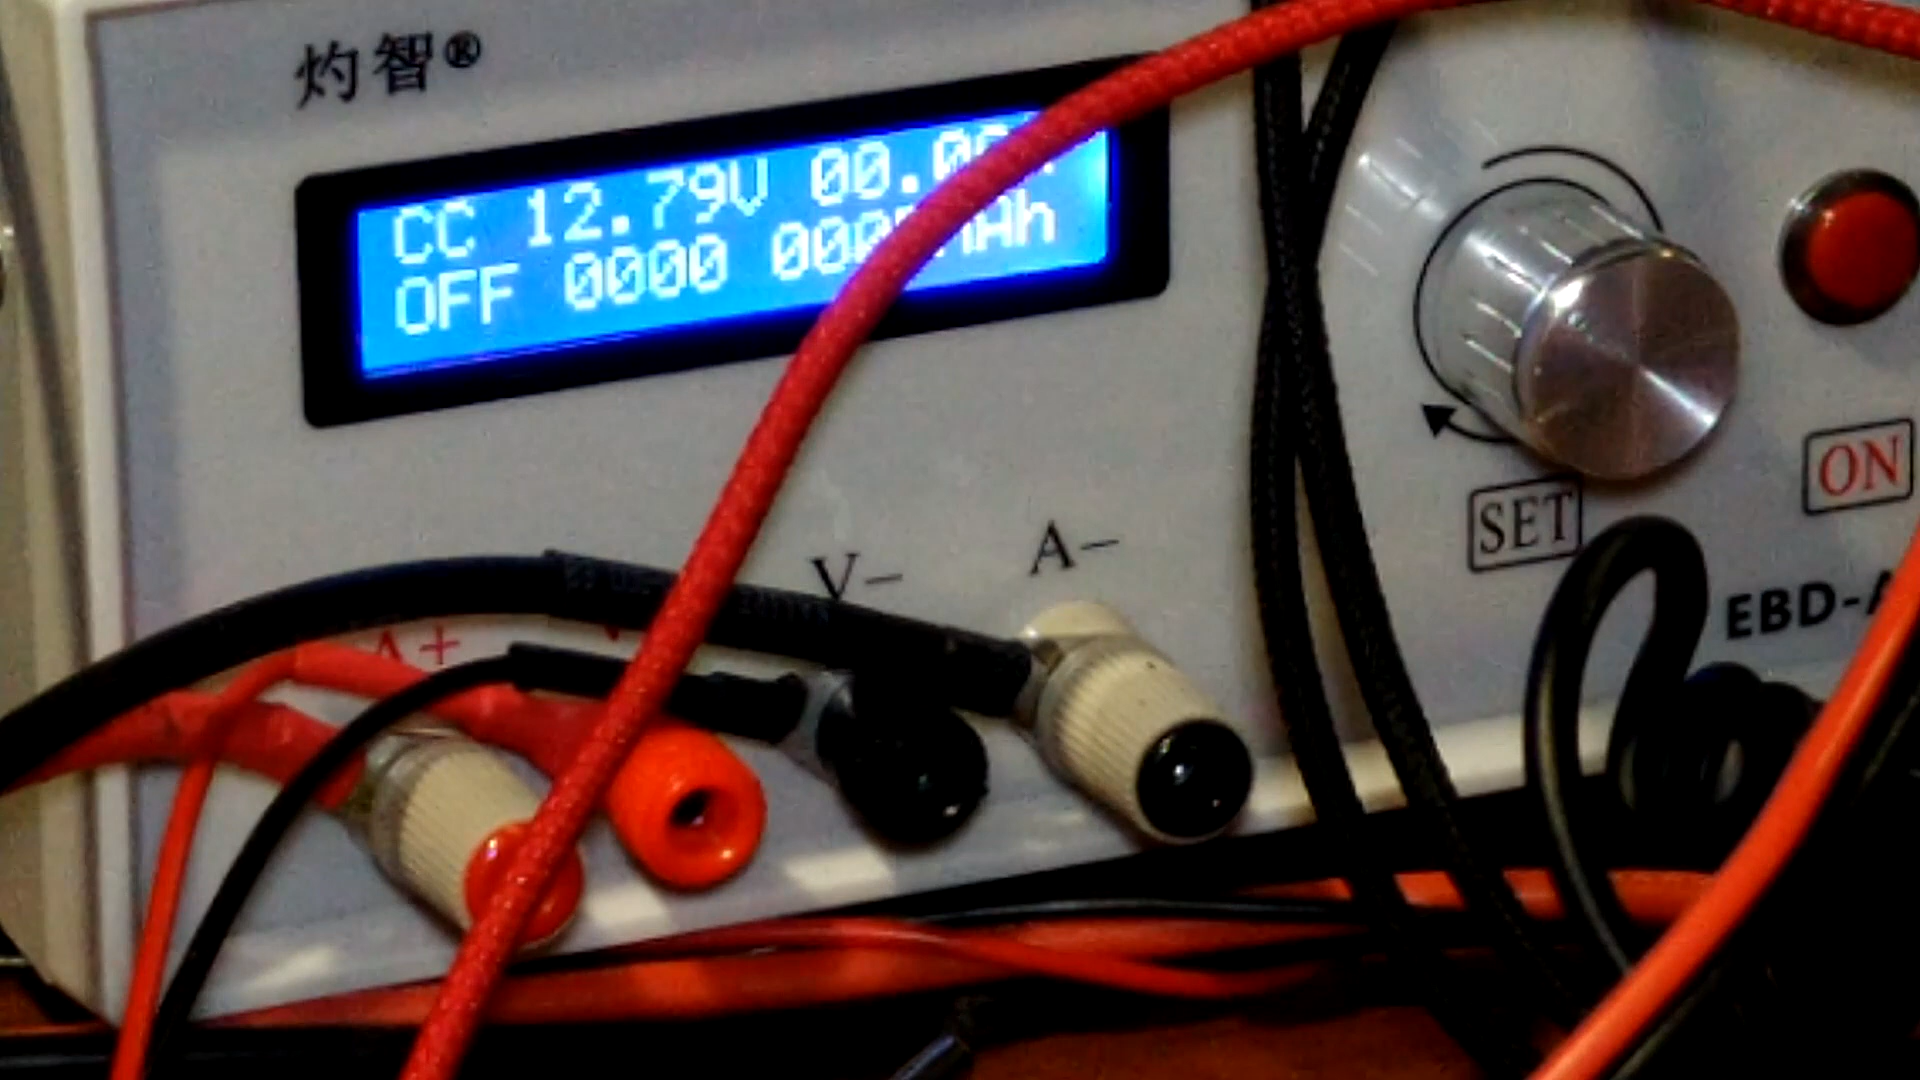 灼智®
CC 12.79V 00.0
OFF 0000 000 mAh
A+
V−
A−
SET
ON
EBD-A